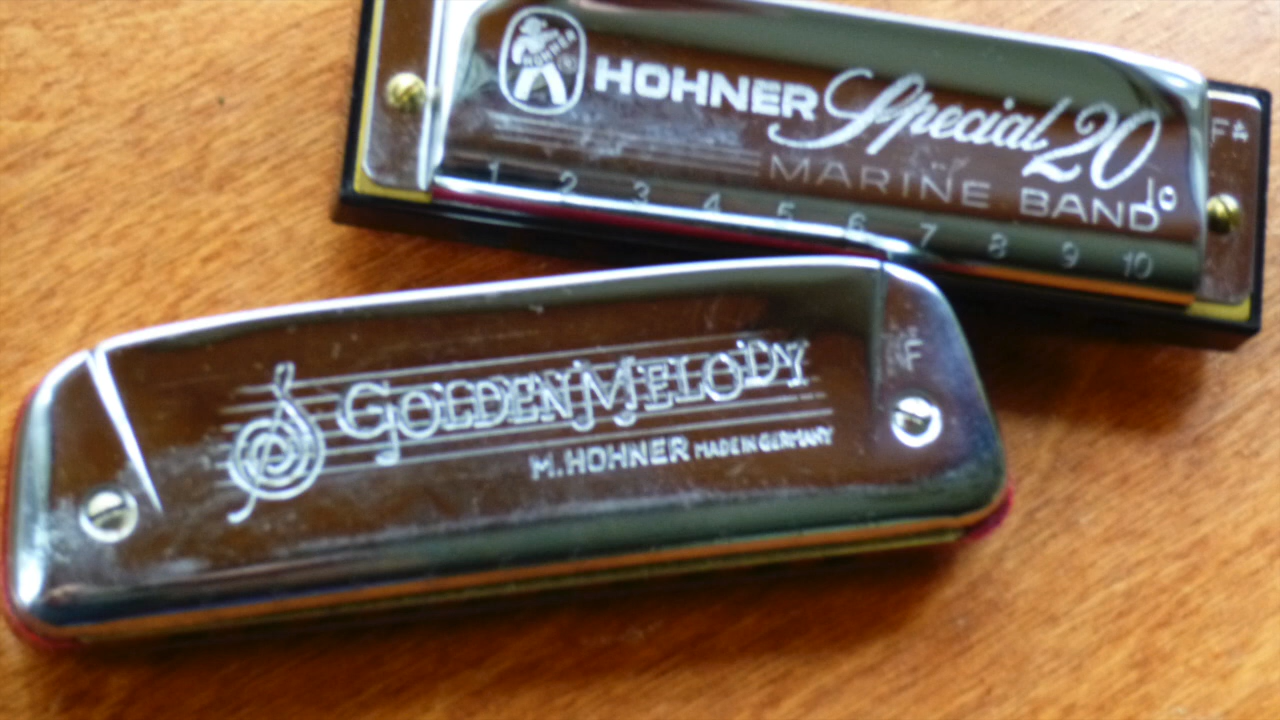 HOHNER
HOHNER Special 20
MARINE BAND
1 2 3 4 5 6 7 8 9 10
GOLDEN MELODY
M. HOHNER MADE IN GERMANY
F